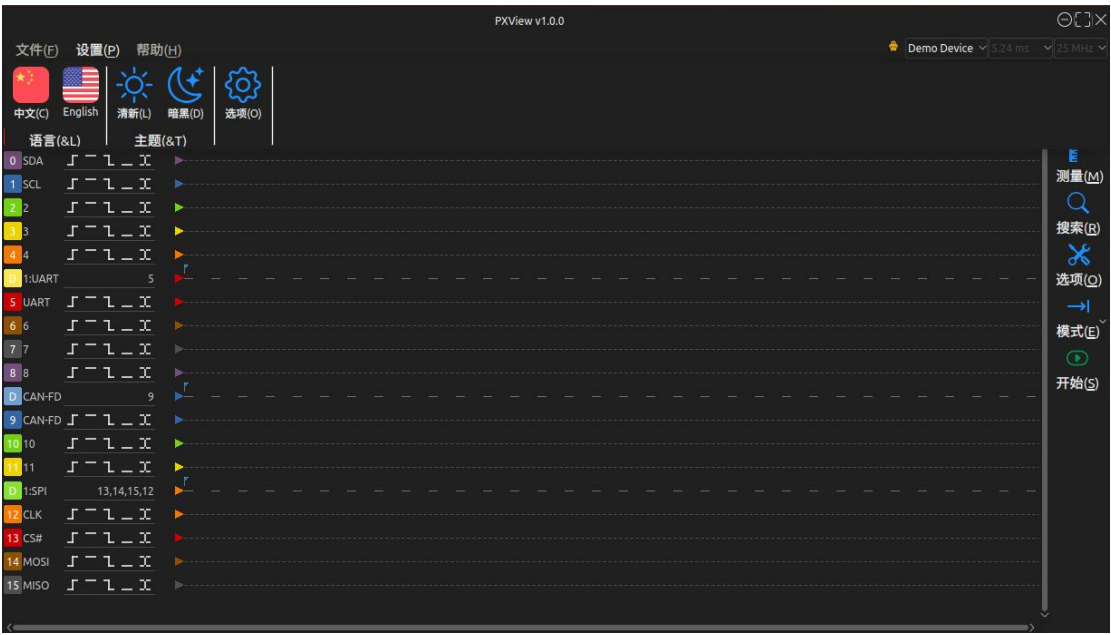 PXView v1.0.0
文件(F) 设置(P) 帮助(H)
Demo Device 5.24 ms 25 MHz
中文(C) English 清新(L) 暗黑(D) 选项(O)
语言(&L) 主题(&T)
0 SDA
测量(M)
1 SCL
2 2
3 3
搜索(R)
4 4
D 1:UART 5
选项(O)
5 UART
6 6
模式(E)
7 7
8 8
开始(S)
D CAN-FD 9
9 CAN-FD
10 10
11 11
D 1:SPI 13,14,15,12
12 CLK
13 CS#
14 MOSI
15 MISO